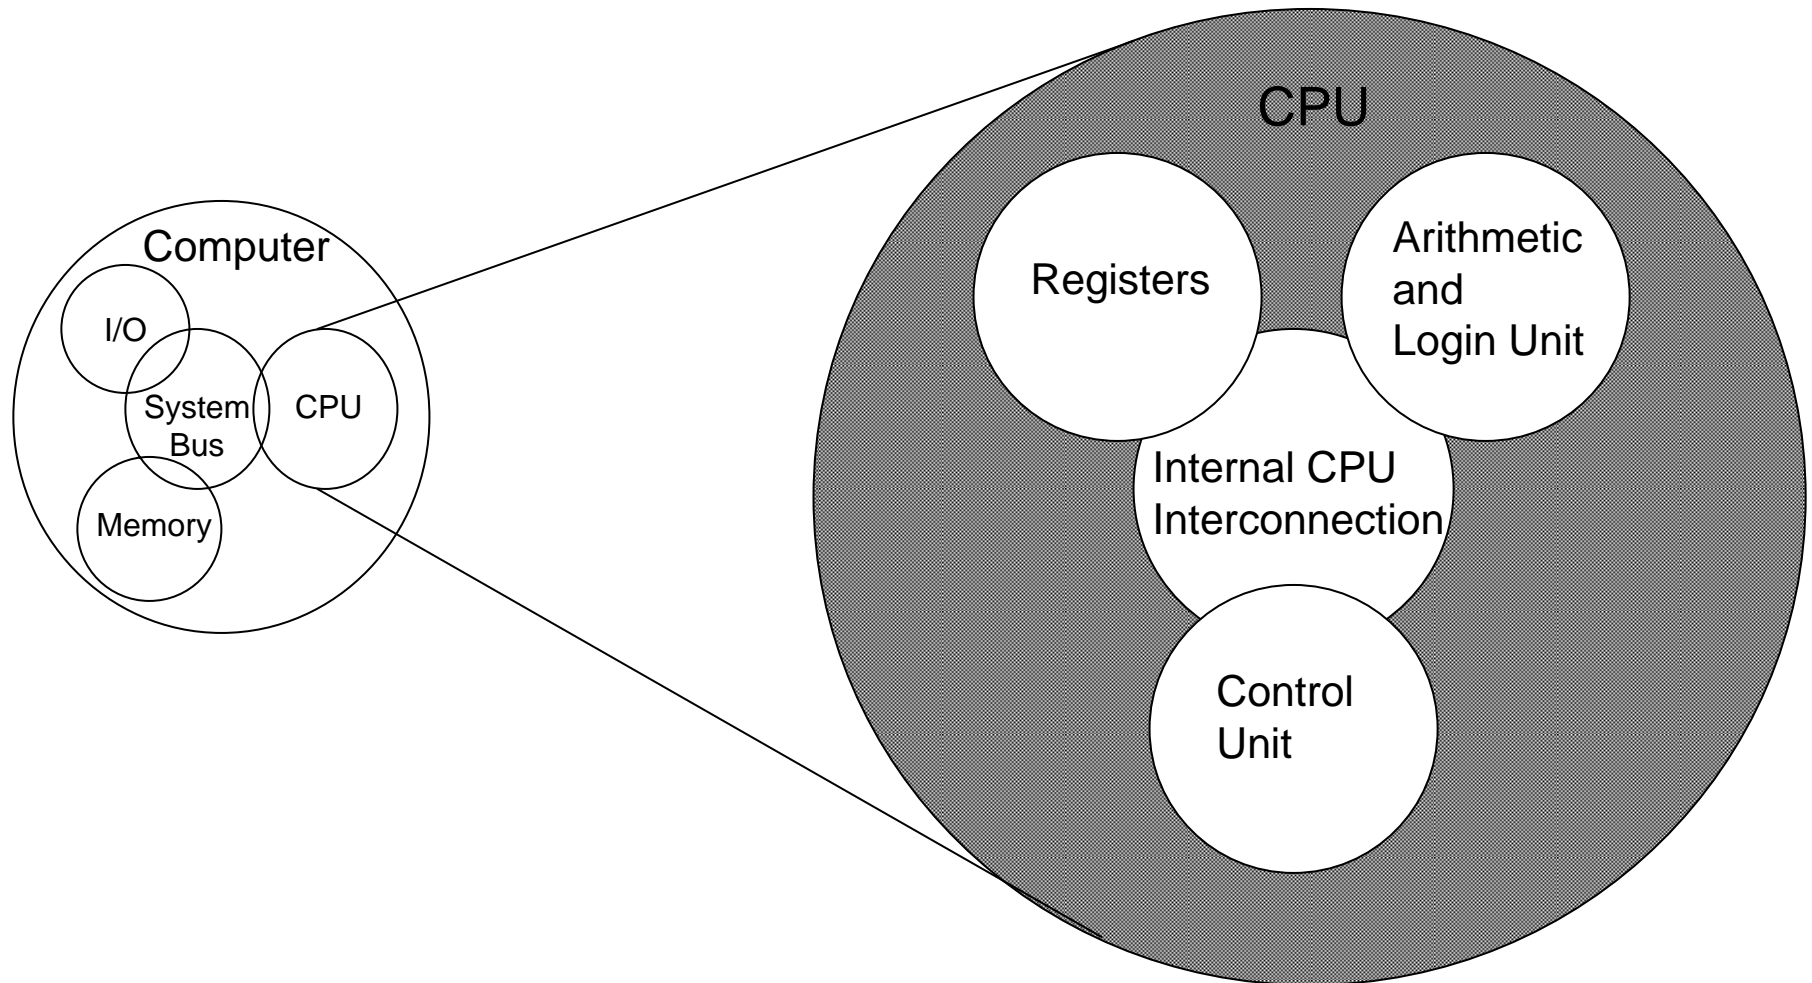 Computer
I/O
System
Bus
CPU
Memory
CPU
Registers
Arithmetic
and
Login Unit
Internal CPU
Interconnection
Control
Unit